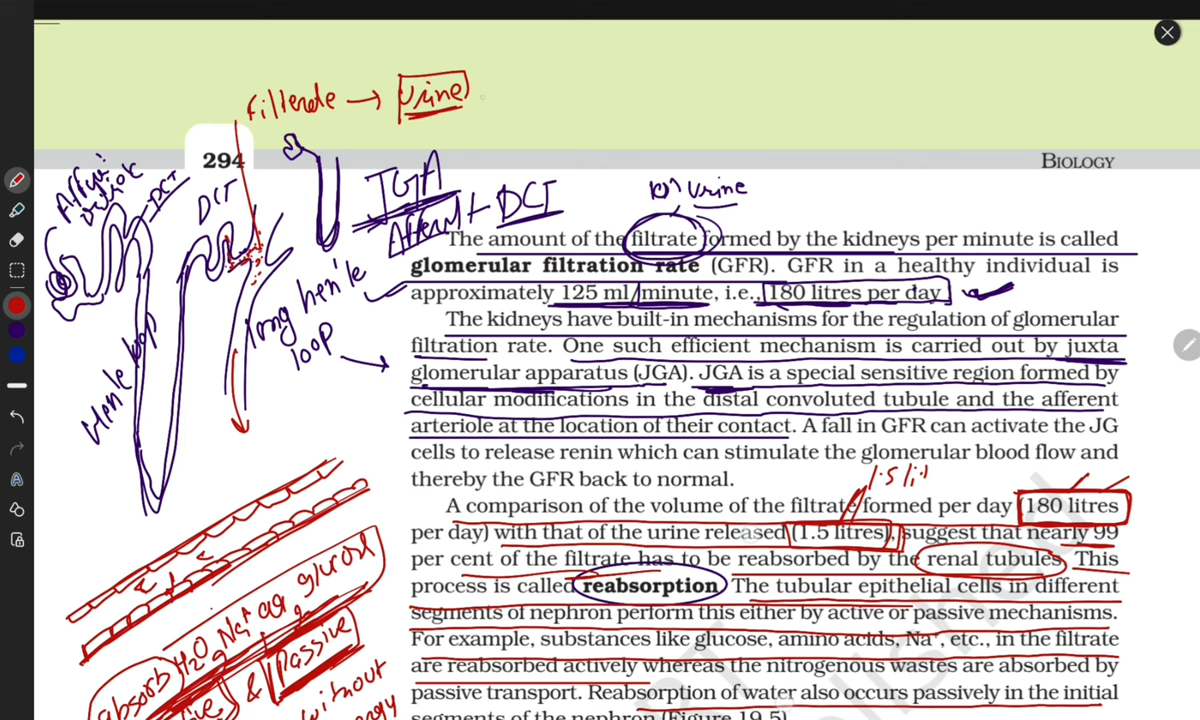 filterate → urine
294
BIOLOGY
Afferent
DCT
DCT
JGA
Affernt + DCT
urine
Henle loop
long henle
loop
The amount of the filtrate formed by the kidneys per minute is called
glomerular filtration rate (GFR). GFR in a healthy individual is
approximately 125 ml/minute, i.e., 180 litres per day.
The kidneys have built-in mechanisms for the regulation of glomerular
filtration rate. One such efficient mechanism is carried out by juxta
glomerular apparatus (JGA). JGA is a special sensitive region formed by
cellular modifications in the distal convoluted tubule and the afferent
arteriole at the location of their contact. A fall in GFR can activate the JG
cells to release renin which can stimulate the glomerular blood flow and
thereby the GFR back to normal.
1.5 lit
A comparison of the volume of the filtrate formed per day (180 litres
per day) with that of the urine released (1.5 litres), suggest that nearly 99
per cent of the filtrate has to be reabsorbed by the renal tubules. This
process is called reabsorption. The tubular epithelial cells in different
segments of nephron perform this either by active or passive mechanisms.
For example, substances like glucose, amino acids, Na⁺, etc., in the filtrate
are reabsorbed actively whereas the nitrogenous wastes are absorbed by
passive transport. Reabsorption of water also occurs passively in the initial
segments of the nephron (Figure 19.5).
absorb H₂O Na⁺
& Passive
without